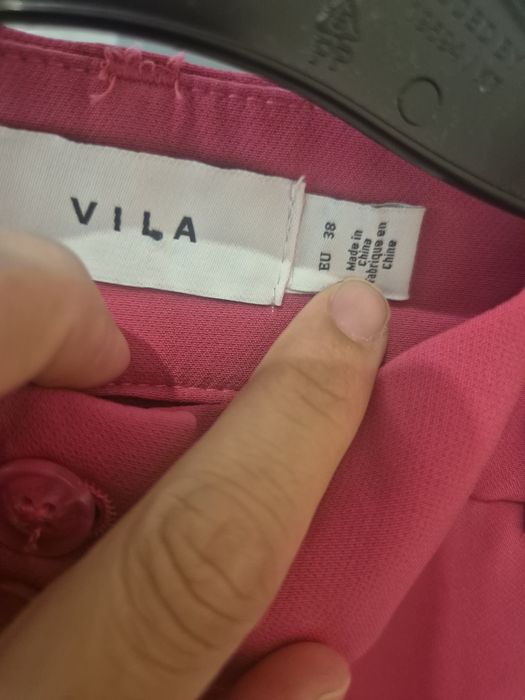 VILA
EU 38
Made in
China
Fabrique en
Chine